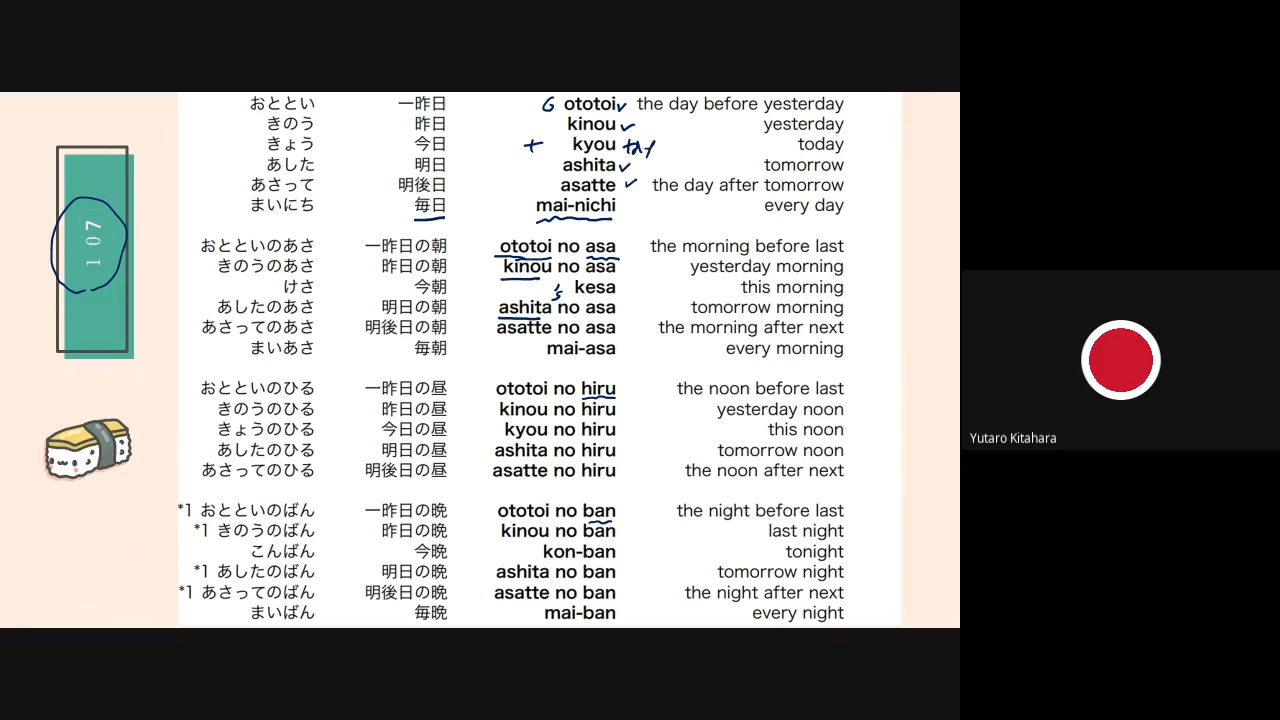 おととい 一昨日 ototoi the day before yesterday
きのう 昨日 kinou yesterday
きょう 今日 kyou today
あした 明日 ashita tomorrow
あさって 明後日 asatte the day after tomorrow
まいにち 毎日 mai-nichi every day
107
おとといのあさ 一昨日の朝 ototoi no asa the morning before last
きのうのあさ 昨日の朝 kinou no asa yesterday morning
けさ 今朝 kesa this morning
あしたのあさ 明日の朝 ashita no asa tomorrow morning
あさってのあさ 明後日の朝 asatte no asa the morning after next
まいあさ 毎朝 mai-asa every morning
おとといのひる 一昨日の昼 ototoi no hiru the noon before last
きのうのひる 昨日の昼 kinou no hiru yesterday noon
きょうのひる 今日の昼 kyou no hiru this noon
あしたのひる 明日の昼 ashita no hiru tomorrow noon
あさってのひる 明後日の昼 asatte no hiru the noon after next
*1 おとといのばん 一昨日の晩 ototoi no ban the night before last
*1 きのうのばん 昨日の晩 kinou no ban last night
こんばん 今晩 kon-ban tonight
*1 あしたのばん 明日の晩 ashita no ban tomorrow night
*1 あさってのばん 明後日の晩 asatte no ban the night after next
まいばん 毎晩 mai-ban every night
Yutaro Kitahara